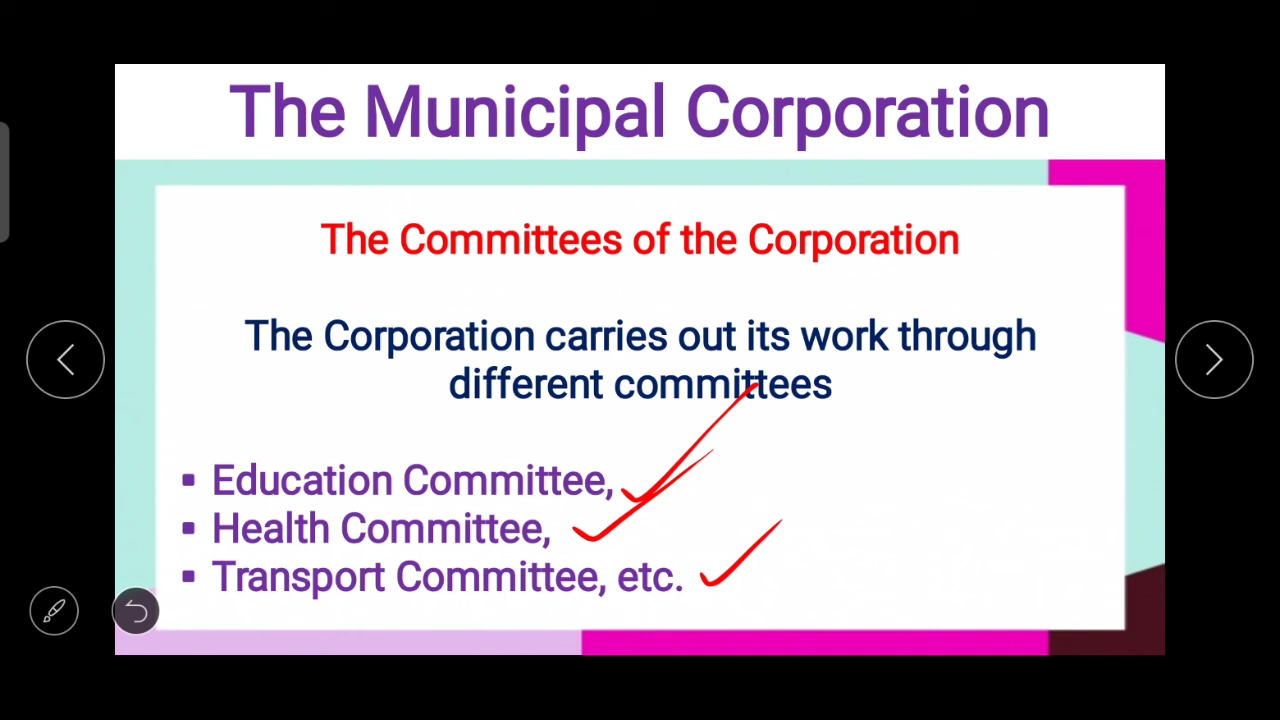 The Municipal Corporation
The Committees of the Corporation
The Corporation carries out its work through
different committees
▪ Education Committee,
▪ Health Committee,
▪ Transport Committee, etc.